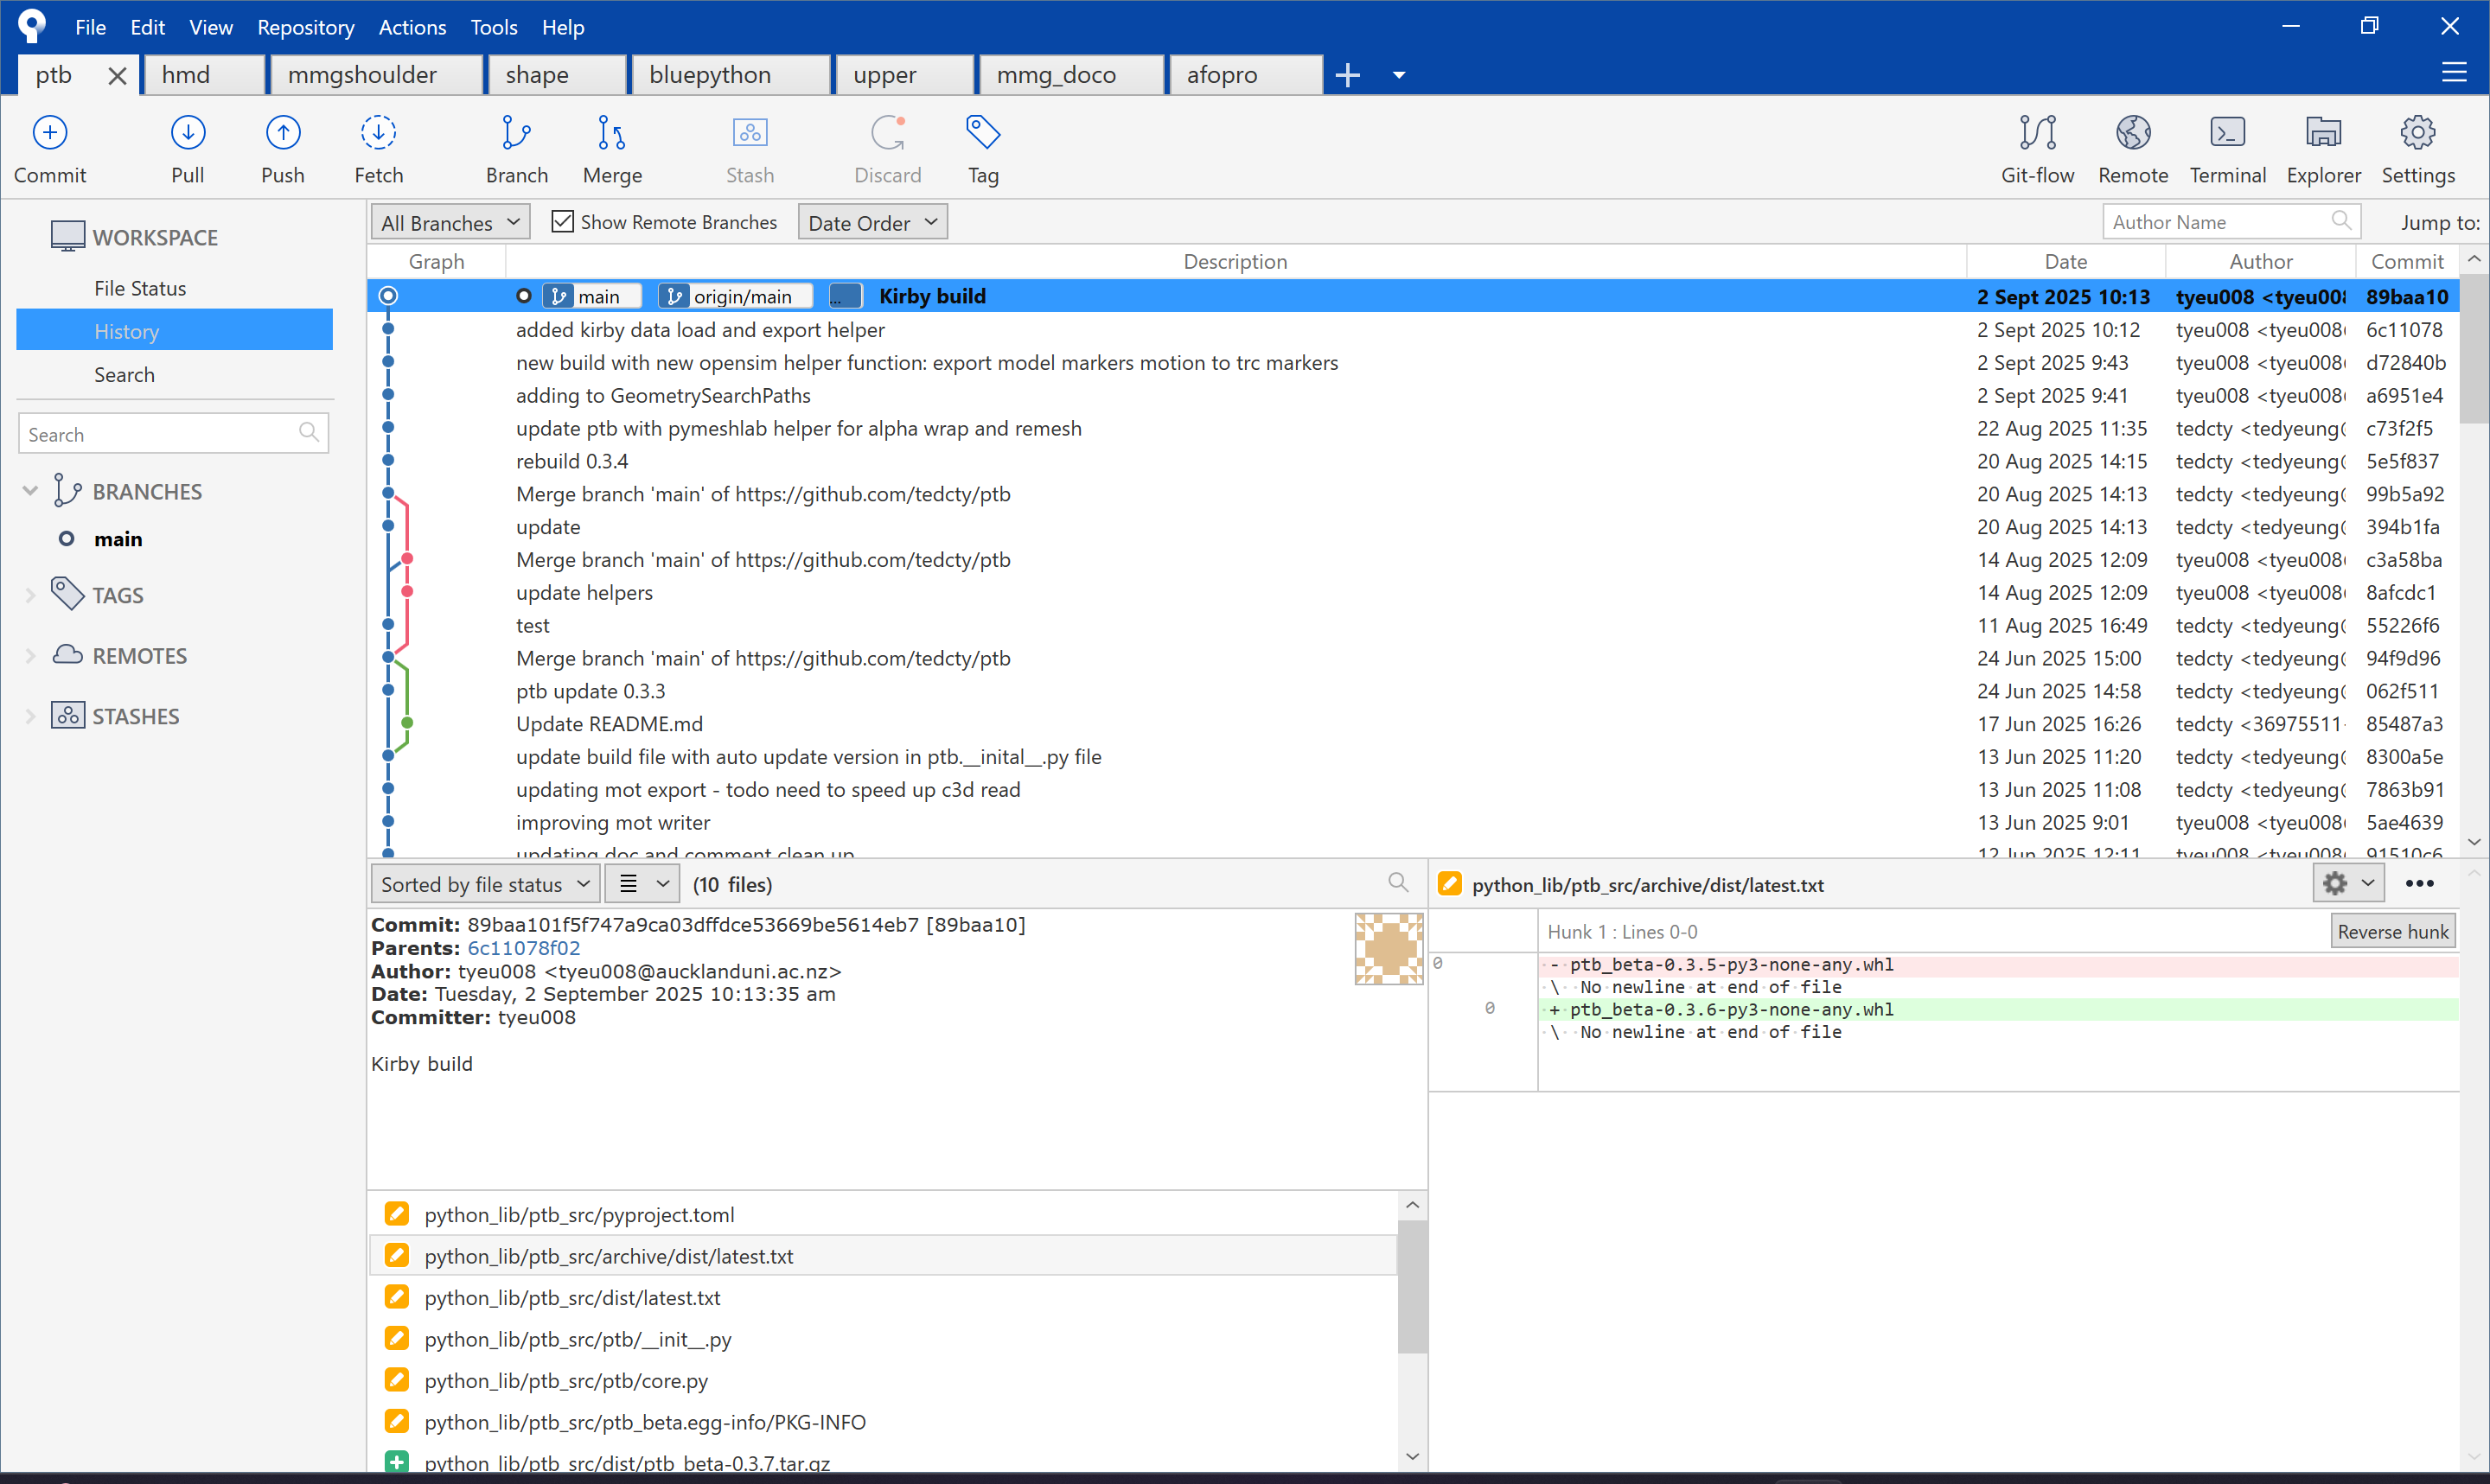 File Edit View Repository Actions Tools Help
ptb hmd mmgshoulder shape bluepython upper mmg_doco afopro
Commit Pull Push Fetch Branch Merge Stash Discard Tag Git-flow Remote Terminal Explorer Settings
WORKSPACE
File Status
History
Search
Search
BRANCHES
main
TAGS
REMOTES
STASHES
All Branches Show Remote Branches Date Order Author Name Jump to:
Graph Description Date Author Commit
main origin/main ... Kirby build 2 Sept 2025 10:13 tyeu008 <tyeu008 89baa10
added kirby data load and export helper 2 Sept 2025 10:12 tyeu008 <tyeu008 6c11078
new build with new opensim helper function: export model markers motion to trc markers 2 Sept 2025 9:43 tyeu008 <tyeu008 d72840b
adding to GeometrySearchPaths 2 Sept 2025 9:41 tyeu008 <tyeu008 a6951e4
update ptb with pymeshlab helper for alpha wrap and remesh 22 Aug 2025 11:35 tedcty <tedyeung( c73f2f5
rebuild 0.3.4 20 Aug 2025 14:15 tedcty <tedyeung( 5e5f837
Merge branch 'main' of https://github.com/tedcty/ptb 20 Aug 2025 14:13 tedcty <tedyeung( 99b5a92
update 20 Aug 2025 14:13 tedcty <tedyeung( 394b1fa
Merge branch 'main' of https://github.com/tedcty/ptb 14 Aug 2025 12:09 tyeu008 <tyeu008 c3a58ba
update helpers 14 Aug 2025 12:09 tyeu008 <tyeu008 8afcdc1
test 11 Aug 2025 16:49 tedcty <tedyeung( 55226f6
Merge branch 'main' of https://github.com/tedcty/ptb 24 Jun 2025 15:00 tedcty <tedyeung( 94f9d96
ptb update 0.3.3 24 Jun 2025 14:58 tedcty <tedyeung( 062f511
Update README.md 17 Jun 2025 16:26 tedcty <36975511 85487a3
update build file with auto update version in ptb.__inital__.py file 13 Jun 2025 11:20 tedcty <tedyeung( 8300a5e
updating mot export - todo need to speed up c3d read 13 Jun 2025 11:08 tedcty <tedyeung( 7863b91
improving mot writer 13 Jun 2025 9:01 tyeu008 <tyeu008 5ae4639
updating doc and comment clean up 12 Jun 2025 12:11 tyeu008 <tyeu008 91510c6
Sorted by file status (10 files)
Commit: 89baa101f5f747a9ca03dffdce53669be5614eb7 [89baa10]
Parents: 6c11078f02
Author: tyeu008 <tyeu008@aucklanduni.ac.nz>
Date: Tuesday, 2 September 2025 10:13:35 am
Committer: tyeu008
Kirby build
python_lib/ptb_src/pyproject.toml
python_lib/ptb_src/archive/dist/latest.txt
python_lib/ptb_src/dist/latest.txt
python_lib/ptb_src/ptb/__init__.py
python_lib/ptb_src/ptb/core.py
python_lib/ptb_src/ptb_beta.egg-info/PKG-INFO
python_lib/ptb_src/dist/ptb_beta-0.3.7.tar.gz
python_lib/ptb_src/archive/dist/latest.txt
Hunk 1 : Lines 0-0 Reverse hunk
0 - ptb_beta-0.3.5-py3-none-any.whl
\ No newline at end of file
0 + ptb_beta-0.3.6-py3-none-any.whl
\ No newline at end of file